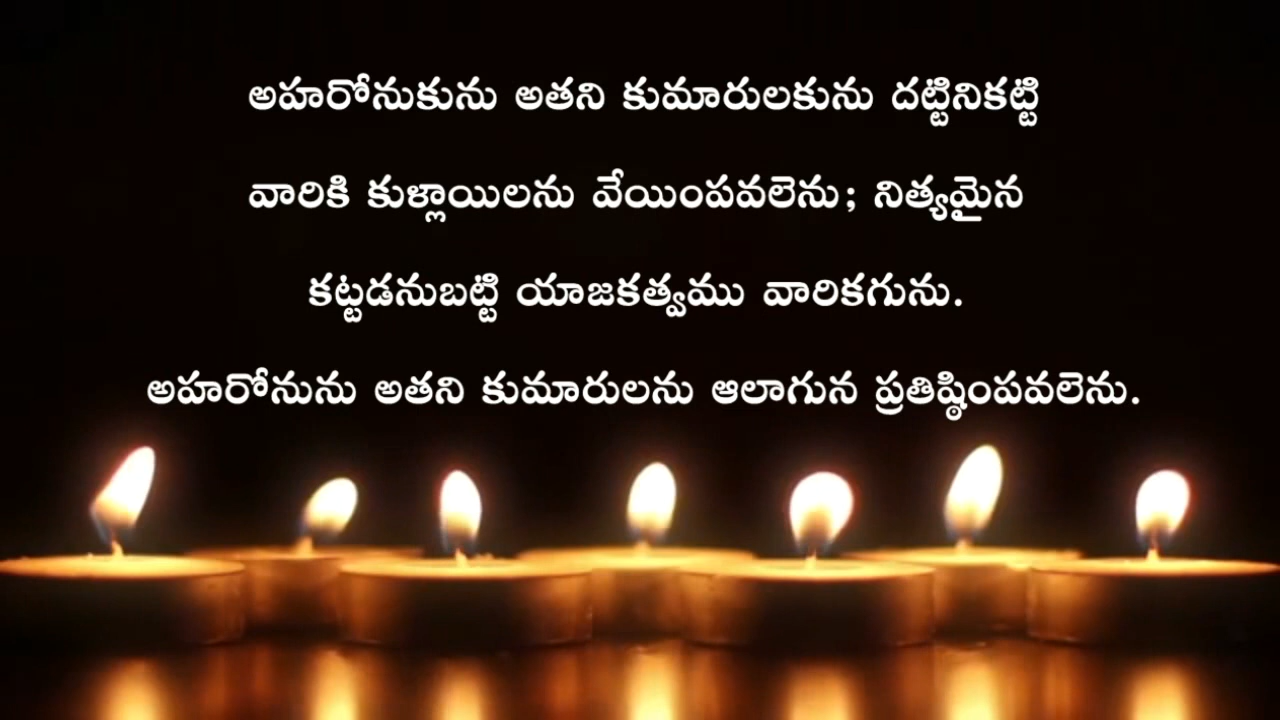 అహరోనుకును అతని కుమారులకును దట్టినికట్టి
వారికి కుళ్లాయిలను వేయింపవలెను; నిత్యమైన
కట్టడనుబట్టి యాజకత్వము వారికగును.
అహరోనును అతని కుమారులను ఆలాగున ప్రతిష్ఠింపవలెను.